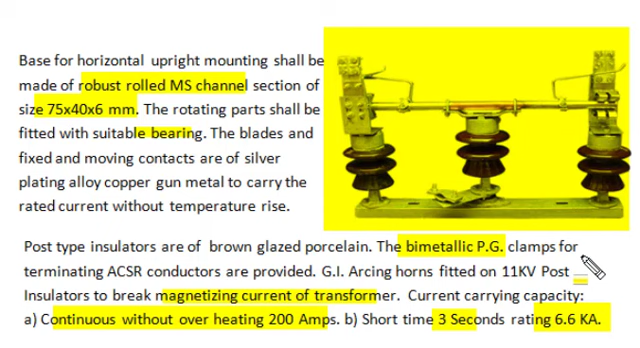 Base for horizontal upright mounting shall be
made of robust rolled MS channel section of
size 75x40x6 mm. The rotating parts shall be
fitted with suitable bearing. The blades and
fixed and moving contacts are of silver
plating alloy copper gun metal to carry the
rated current without temperature rise.
Post type insulators are of brown glazed porcelain. The bimetallic P.G. clamps for
terminating ACSR conductors are provided. G.I. Arcing horns fitted on 11KV Post
Insulators to break magnetizing current of transformer. Current carrying capacity:
a) Continuous without over heating 200 Amps. b) Short time 3 Seconds rating 6.6 KA.